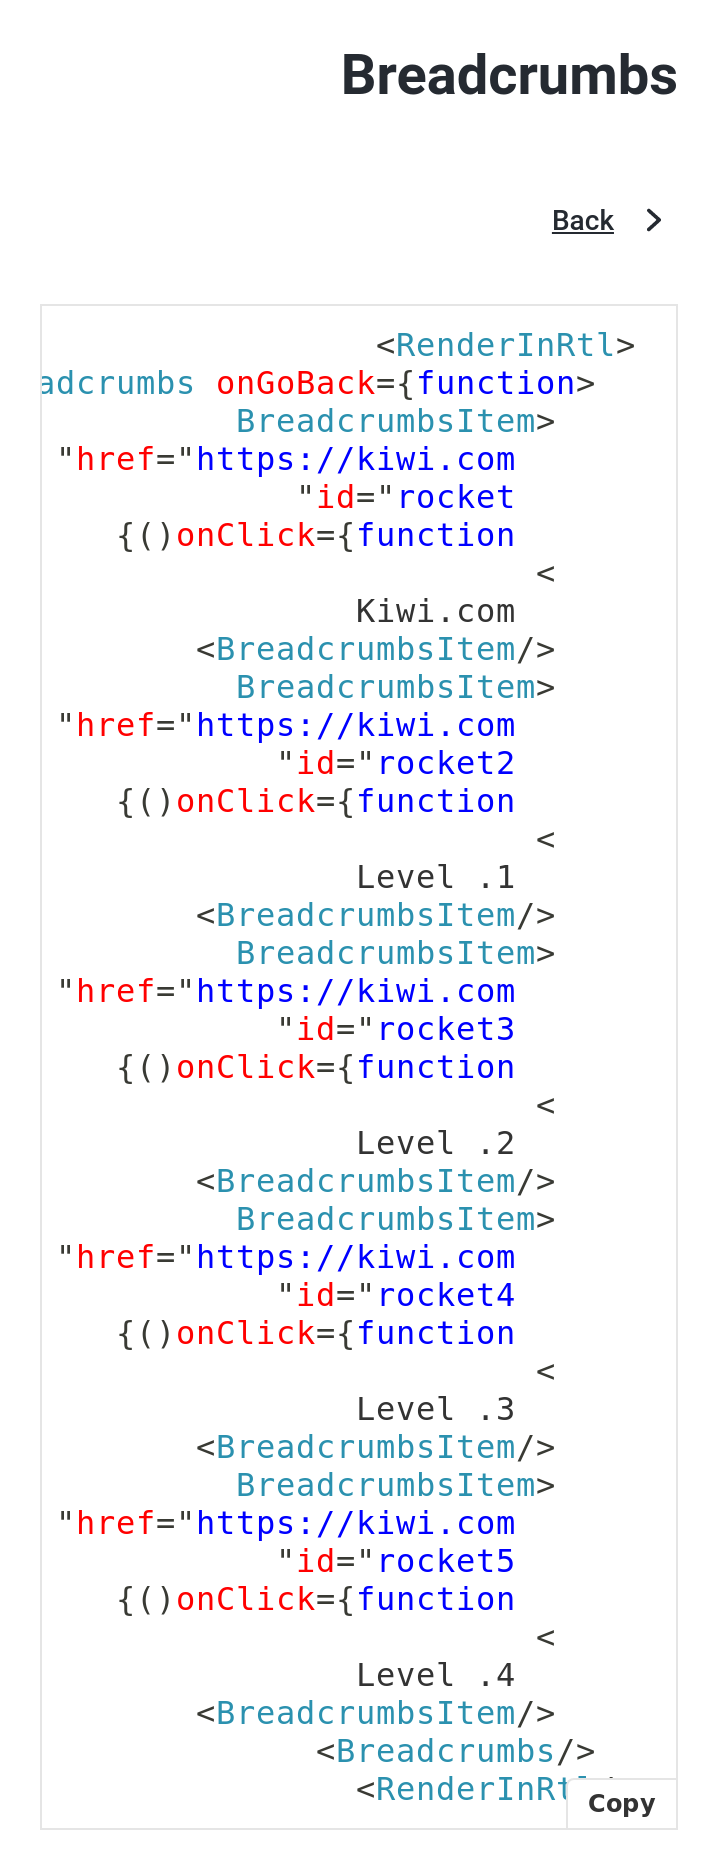 Breadcrumbs
Back
<RenderInRtl>
adcrumbs onGoBack={function>
BreadcrumbsItem>
"href="https://kiwi.com
"id="rocket
{()onClick={function
<
Kiwi.com
<BreadcrumbsItem/>
BreadcrumbsItem>
"href="https://kiwi.com
"id="rocket2
{()onClick={function
<
Level .1
<BreadcrumbsItem/>
BreadcrumbsItem>
"href="https://kiwi.com
"id="rocket3
{()onClick={function
<
Level .2
<BreadcrumbsItem/>
BreadcrumbsItem>
"href="https://kiwi.com
"id="rocket4
{()onClick={function
<
Level .3
<BreadcrumbsItem/>
BreadcrumbsItem>
"href="https://kiwi.com
"id="rocket5
{()onClick={function
<
Level .4
<BreadcrumbsItem/>
<Breadcrumbs/>
<RenderInRtl
Copy